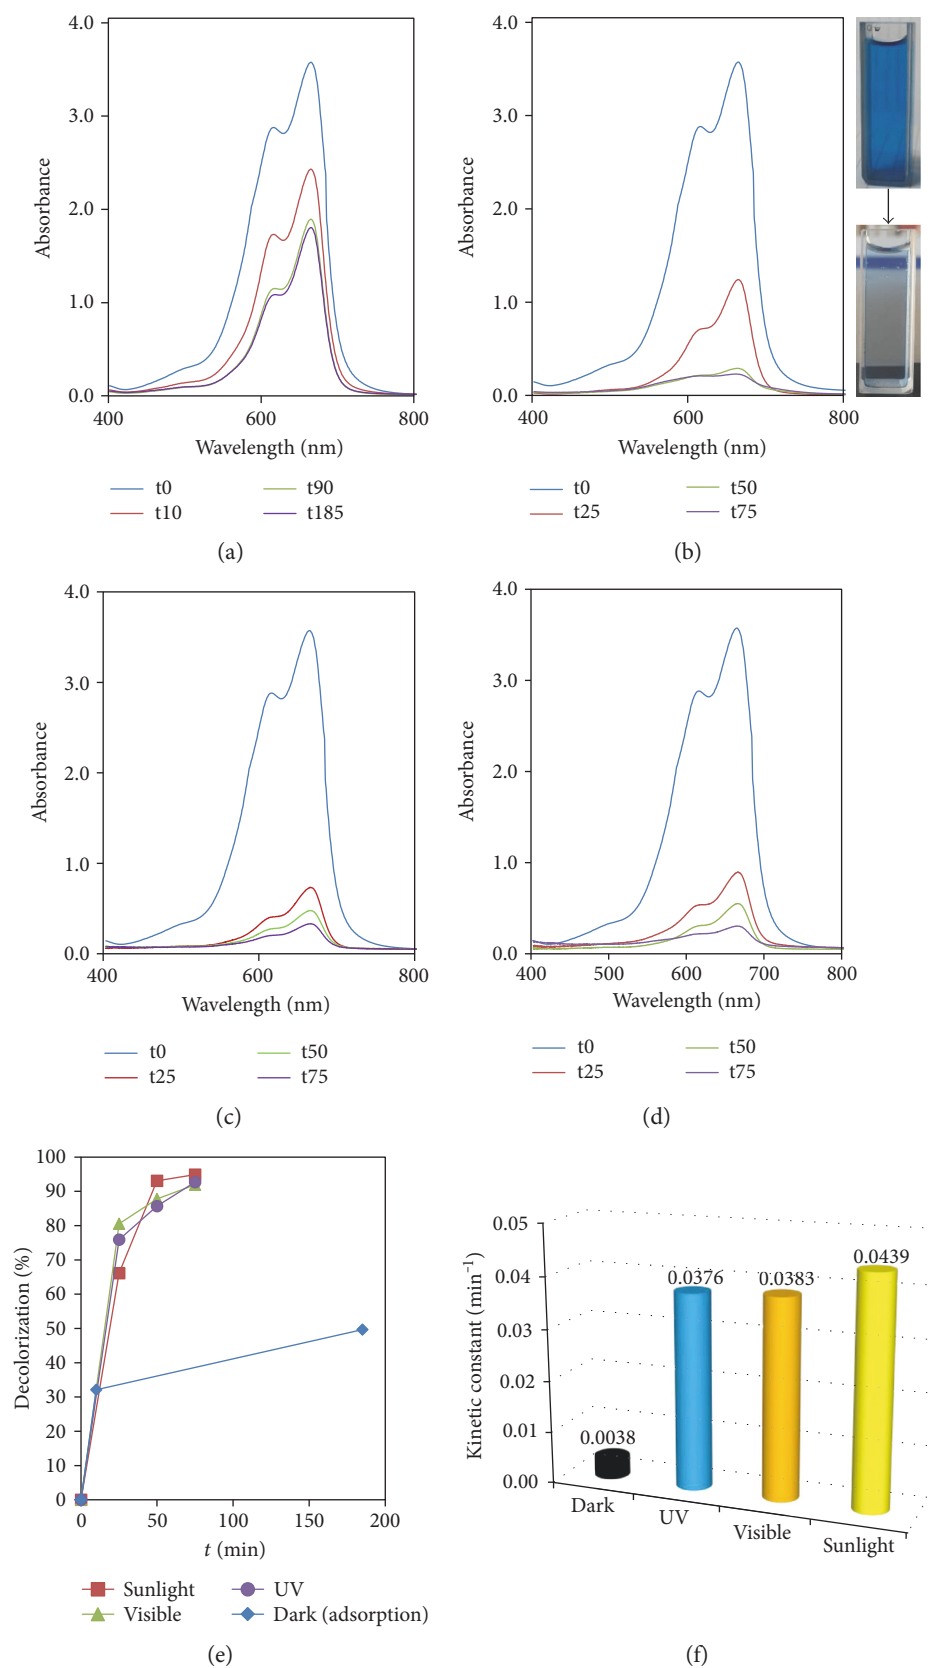 4.0
3.0
2.0
1.0
0.0
Absorbance
400
600
800
Wavelength (nm)
t0
t90
t10
t185
(a)
4.0
3.0
2.0
1.0
0.0
Absorbance
400
600
800
Wavelength (nm)
t0
t50
t25
t75
(b)
4.0
3.0
2.0
1.0
0.0
Absorbance
400
600
800
Wavelength (nm)
t0
t50
t25
t75
(c)
4.0
3.0
2.0
1.0
0.0
Absorbance
400
500
600
700
800
Wavelength (nm)
t0
t50
t25
t75
(d)
100
90
80
70
60
50
40
30
20
10
0
Decolorization (%)
0
50
100
150
200
t (min)
Sunlight
UV
Visible
Dark (adsorption)
(e)
0.05
0.04
0.03
0.02
0.01
0.00
Kinetic constant (min⁻¹)
0.0038
0.0376
0.0383
0.0439
Dark
UV
Visible
Sunlight
(f)